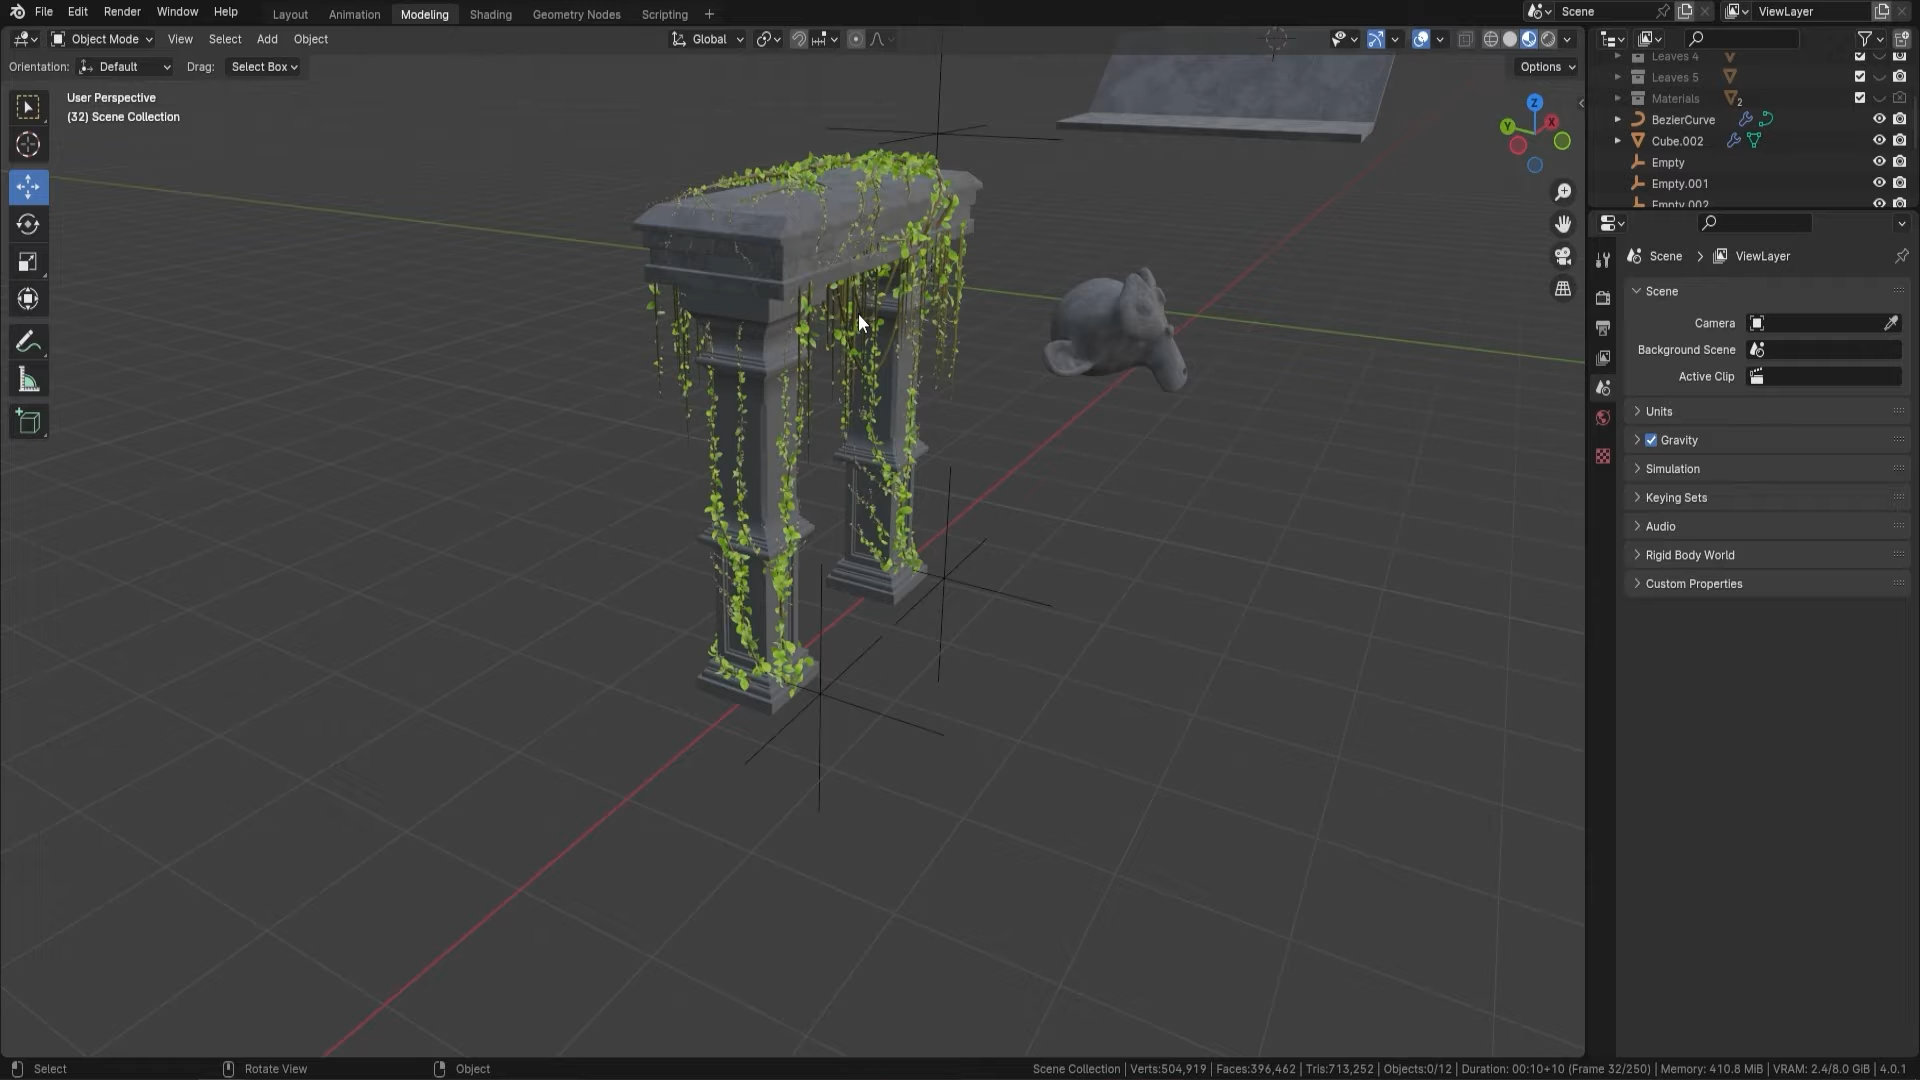 File Edit Render Window Help Layout Animation Modeling Shading Geometry Nodes Scripting + Scene ViewLayer
Object Mode View Select Add Object Global
Orientation: Default Drag: Select Box Options
User Perspective
(32) Scene Collection
Z
Y
X
Leaves 4
Leaves 5
Materials 2
BezierCurve
Cube.002
Empty
Empty.001
Empty.002
Scene > ViewLayer
Scene
Camera
Background Scene
Active Clip
Units
Gravity
Simulation
Keying Sets
Audio
Rigid Body World
Custom Properties
Select Rotate View Object Scene Collection | Verts:504,919 | Faces:396,462 | Tris:713,252 | Objects:0/12 | Duration: 00:10+10 (Frame 32/250) | Memory: 410.8 MiB | VRAM: 2.4/8.0 GiB | 4.0.1